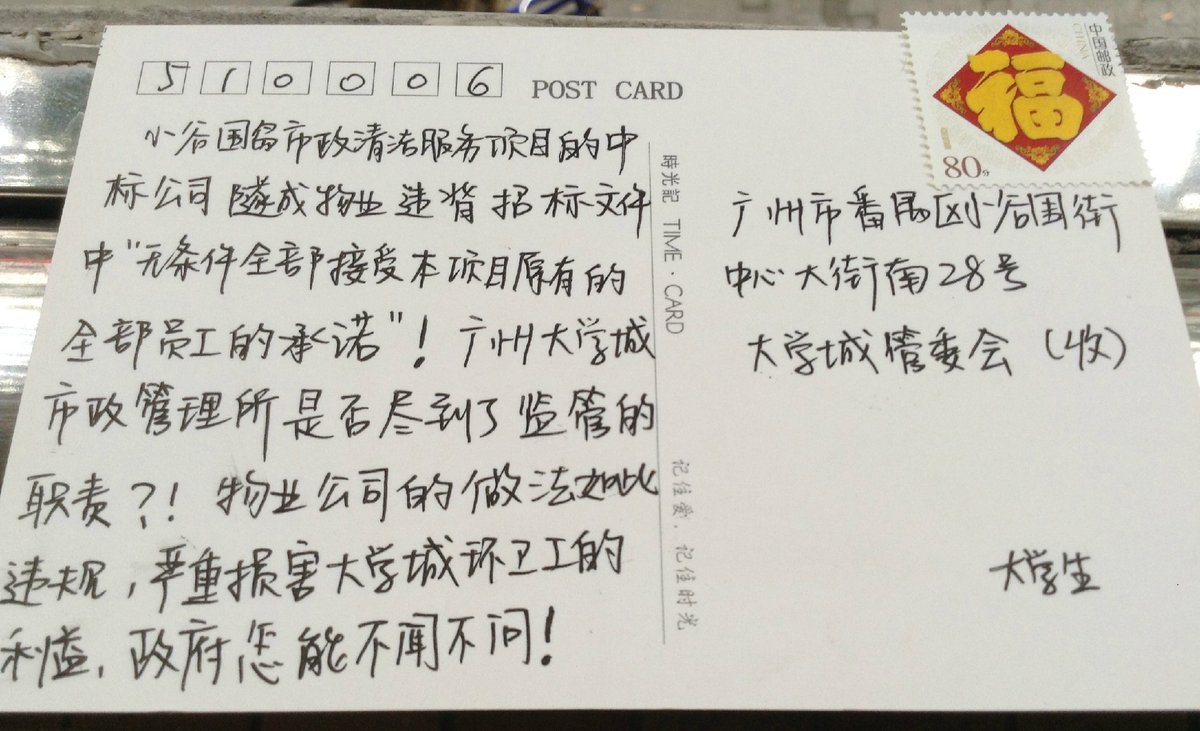 510006
POST CARD
小谷围岛市政清洁服务项目的中
标公司隧成物业违背招标文件
中“无条件全部接受本项目原有的
全部员工的承诺”！广州大学城
市政管理所是否尽到了监管的
职责？！物业公司的做法如此
违规，严重损害大学城环卫工的
利益，政府怎能不闻不问！
時光記 TIME·CARD
记住爱，记住时光
中国邮政
CHINA
福
80分
广州市番禺区小谷围街
中心大街南28号
大学城管委会（收）
大学生